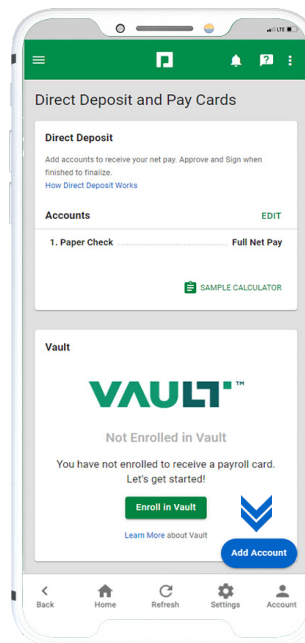 LTE
Direct Deposit and Pay Cards
Direct Deposit
Add accounts to receive your net pay. Approve and Sign when
finished to finalize.
How Direct Deposit Works
Accounts
EDIT
1. Paper Check
Full Net Pay
SAMPLE CALCULATOR
Vault
VAULT™
Not Enrolled in Vault
You have not enrolled to receive a payroll card.
Let's get started!
Enroll in Vault
Learn More about Vault
Add Account
Back
Home
Refresh
Settings
Account